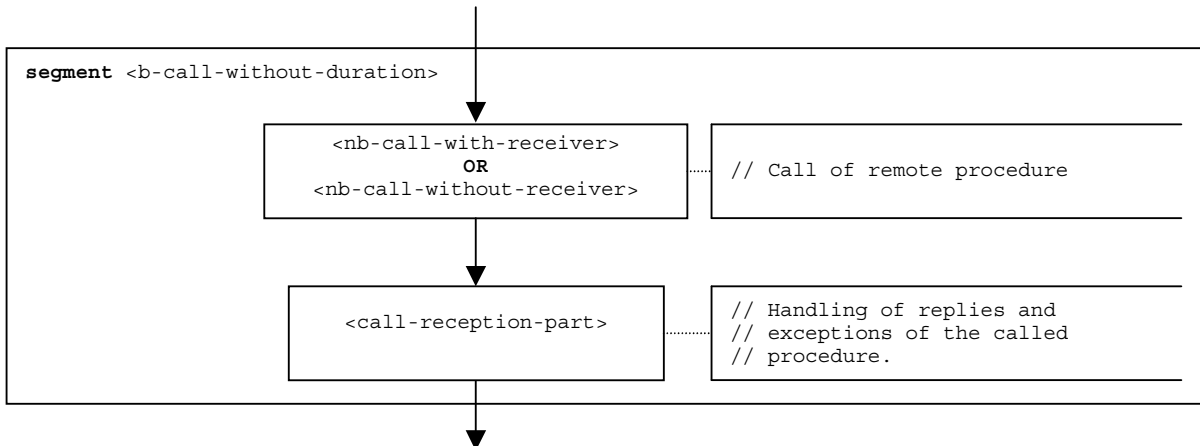 segment <b-call-without-duration>
<nb-call-with-receiver>
OR
<nb-call-without-receiver>
// Call of remote procedure
<call-reception-part>
// Handling of replies and
// exceptions of the called
// procedure.